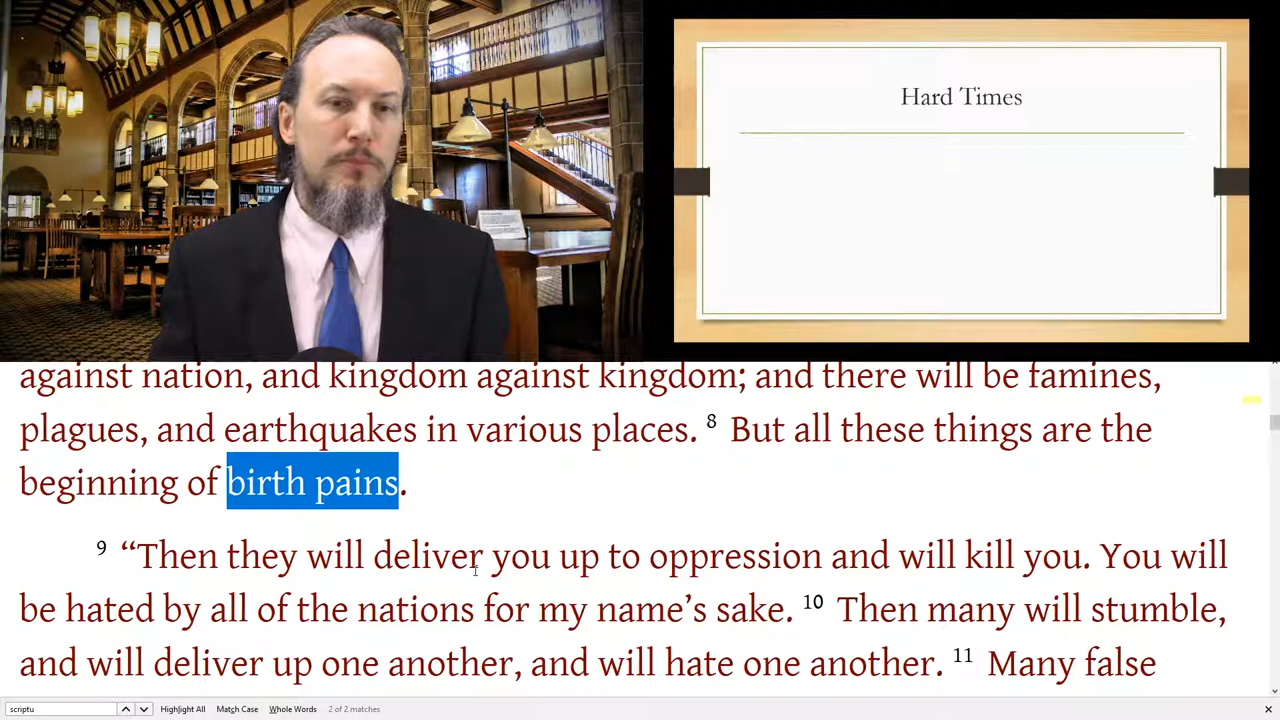 Hard Times
against nation, and kingdom against kingdom; and there will be famines,
plagues, and earthquakes in various places. 8 But all these things are the
beginning of birth pains.
9 “Then they will deliver you up to oppression and will kill you. You will
be hated by all of the nations for my name’s sake. 10 Then many will stumble,
and will deliver up one another, and will hate one another. 11 Many false
scriptu
Highlight All Match Case Whole Words 2 of 2 matches